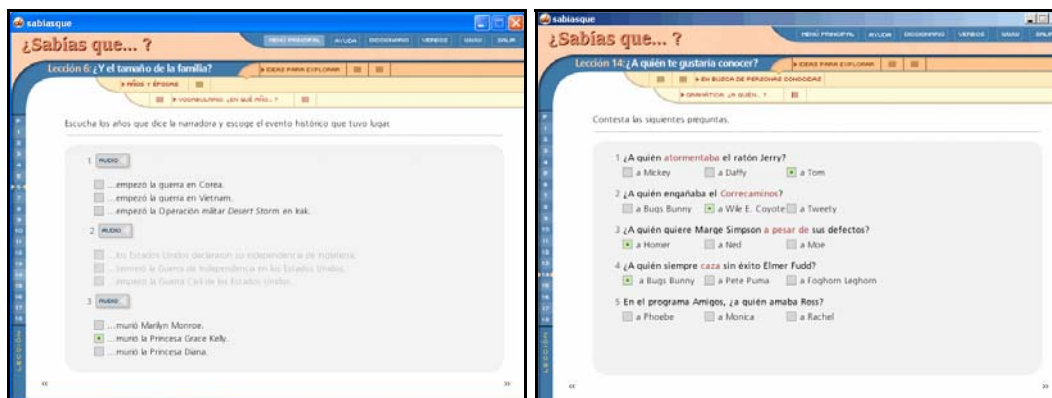 sabiasque
¿Sabías que... ?
MENÚ PRINCIPAL AYUDA DICCIONARIO VERBOS GUÍAS SALIR
Lección 6: ¿Y el tamaño de la familia?
IDEAS PARA EXPLORAR
AÑOS Y ÉPOCAS
VOCABULARIO: ¿EN QUÉ AÑO... ?
Escucha los años que dice la narradora y escoge el evento histórico que tuvo lugar.
1 AUDIO
...empezó la guerra en Corea.
...empezó la guerra en Vietnam.
...empezó la Operación militar Desert Storm en Irak.
2 AUDIO
...los Estados Unidos declararon su independencia de Inglaterra.
...terminó la Guerra de Independencia en los Estados Unidos.
...empezó la Guerra Civil de los Estados Unidos.
3 AUDIO
...murió Marilyn Monroe.
...murió la Princesa Grace Kelly.
...murió la Princesa Diana.
LECCIÓN
sabiasque
¿Sabías que... ?
MENÚ PRINCIPAL AYUDA DICCIONARIO VERBOS SALIR
Lección 14: ¿A quién te gustaría conocer?
IDEAS PARA EXPLORAR
EN BUSCA DE PERSONAS CONOCIDAS
GRAMÁTICA: ¿A QUIÉN... ?
Contesta las siguientes preguntas.
1 ¿A quién atormentaba el ratón Jerry?
a Mickey a Daffy a Tom
2 ¿A quién engañaba el Correcaminos?
a Bugs Bunny a Wile E. Coyote a Tweety
3 ¿A quién quiere Marge Simpson a pesar de sus defectos?
a Homer a Ned a Moe
4 ¿A quién siempre caza sin éxito Elmer Fudd?
a Bugs Bunny a Pete Puma a Foghorn Leghorn
5 En el programa Amigos, ¿a quién amaba Ross?
a Phoebe a Monica a Rachel
LECCIÓN